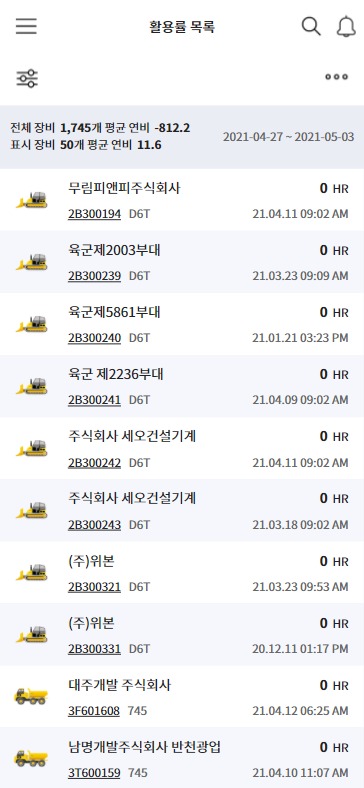 활용률 목록
전체 장비 1,745개 평균 연비 -812.2
표시 장비 50개 평균 연비 11.6
2021-04-27 ~ 2021-05-03
무림피앤피주식회사 0 HR
2B300194 D6T 21.04.11 09:02 AM
육군제2003부대 0 HR
2B300239 D6T 21.03.23 09:09 AM
육군제5861부대 0 HR
2B300240 D6T 21.01.21 03:23 PM
육군 제2236부대 0 HR
2B300241 D6T 21.04.09 09:02 AM
주식회사 세오건설기계 0 HR
2B300242 D6T 21.04.11 09:02 AM
주식회사 세오건설기계 0 HR
2B300243 D6T 21.03.18 09:02 AM
(주)위본 0 HR
2B300321 D6T 21.03.23 09:53 AM
(주)위본 0 HR
2B300331 D6T 20.12.11 01:17 PM
대주개발 주식회사 0 HR
3F601608 745 21.04.12 06:25 AM
남명개발주식회사 반천광업 0 HR
3T600159 745 21.04.10 11:07 AM